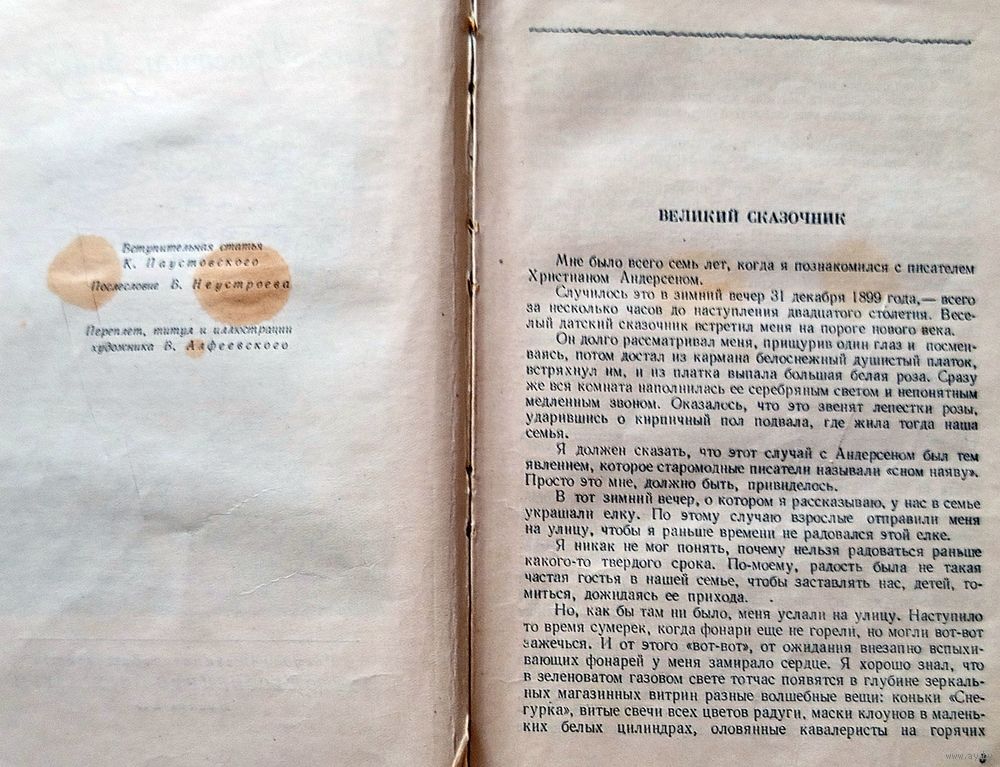 Вступительная статья
К. Паустовского
Послесловие В. Неустроева
Переплет, титул и иллюстрации
художника В. Алфеевского
ВЕЛИКИЙ СКАЗОЧНИК
Мне было всего семь лет, когда я познакомился с писателем
Христианом Андерсеном.
Случилось это в зимний вечер 31 декабря 1899 года,— всего
за несколько часов до наступления двадцатого столетия. Весе-
лый датский сказочник встретил меня на пороге нового века.
Он долго рассматривал меня, прищурив один глаз и посмеи-
ваясь, потом достал из кармана белоснежный душистый платок,
встряхнул им, и из платка выпала большая белая роза. Сразу
же вся комната наполнилась ее серебряным светом и непонятным
медленным звоном. Оказалось, что это звенят лепестки розы,
ударившись о кирпичный пол подвала, где жила тогда наша
семья.
Я должен сказать, что этот случай с Андерсеном был тем
явлением, которое старомодные писатели называли «сном наяву».
Просто это мне, должно быть, привиделось.
В тот зимний вечер, о котором я рассказываю, у нас в семье
украшали елку. По этому случаю взрослые отправили меня
на улицу, чтобы я раньше времени не радовался этой елке.
Я никак не мог понять, почему нельзя радоваться раньше
какого-то твердого срока. По-моему, радость была не такая
частая гостья в нашей семье, чтобы заставлять нас, детей, то-
миться, дожидаясь ее прихода.
Но, как бы там ни было, меня услали на улицу. Наступило
то время сумерек, когда фонари еще не горели, но могли вот-вот
зажечься. И от этого «вот-вот», от ожидания внезапно вспыхи-
вающих фонарей у меня замирало сердце. Я хорошо знал, что
в зеленоватом газовом свете тотчас появятся в глубине зеркаль-
ных магазинных витрин разные волшебные вещи: коньки «Сне-
гурка», витые свечи всех цветов радуги, маски клоунов в малень-
ких белых цилиндрах, оловянные кавалеристы на горячих
www.ay.by